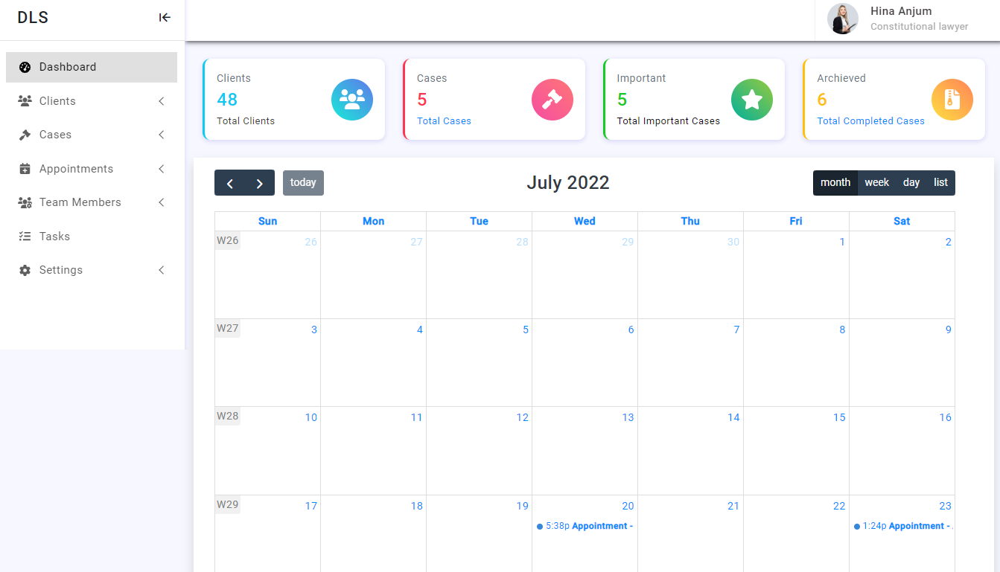 DLS
Hina Anjum
Constitutional lawyer
Dashboard
Clients
Cases
Appointments
Team Members
Tasks
Settings
Clients
48
Total Clients
Cases
5
Total Cases
Important
5
Total Important Cases
Archieved
6
Total Completed Cases
today
July 2022
month week day list
Sun Mon Tue Wed Thu Fri Sat
W26 26 27 28 29 30 1 2
W27 3 4 5 6 7 8 9
W28 10 11 12 13 14 15 16
W29 17 18 19 20 21 22 23
5:38p Appointment - 1:24p Appointment - .